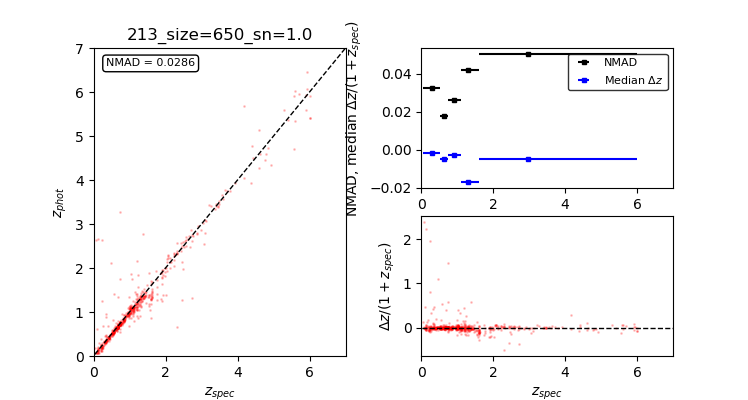 213_size=650_sn=1.0
NMAD = 0.0286
7
6
5
4
3
2
1
0
0 2 4 6
z_phot
z_spec
NMAD, median Δz/(1 + z_spec)
0.04
0.02
0.00
−0.02
0 2 4 6
NMAD
Median Δz
Δz/(1 + z_spec)
2
1
0
0 2 4 6
z_spec